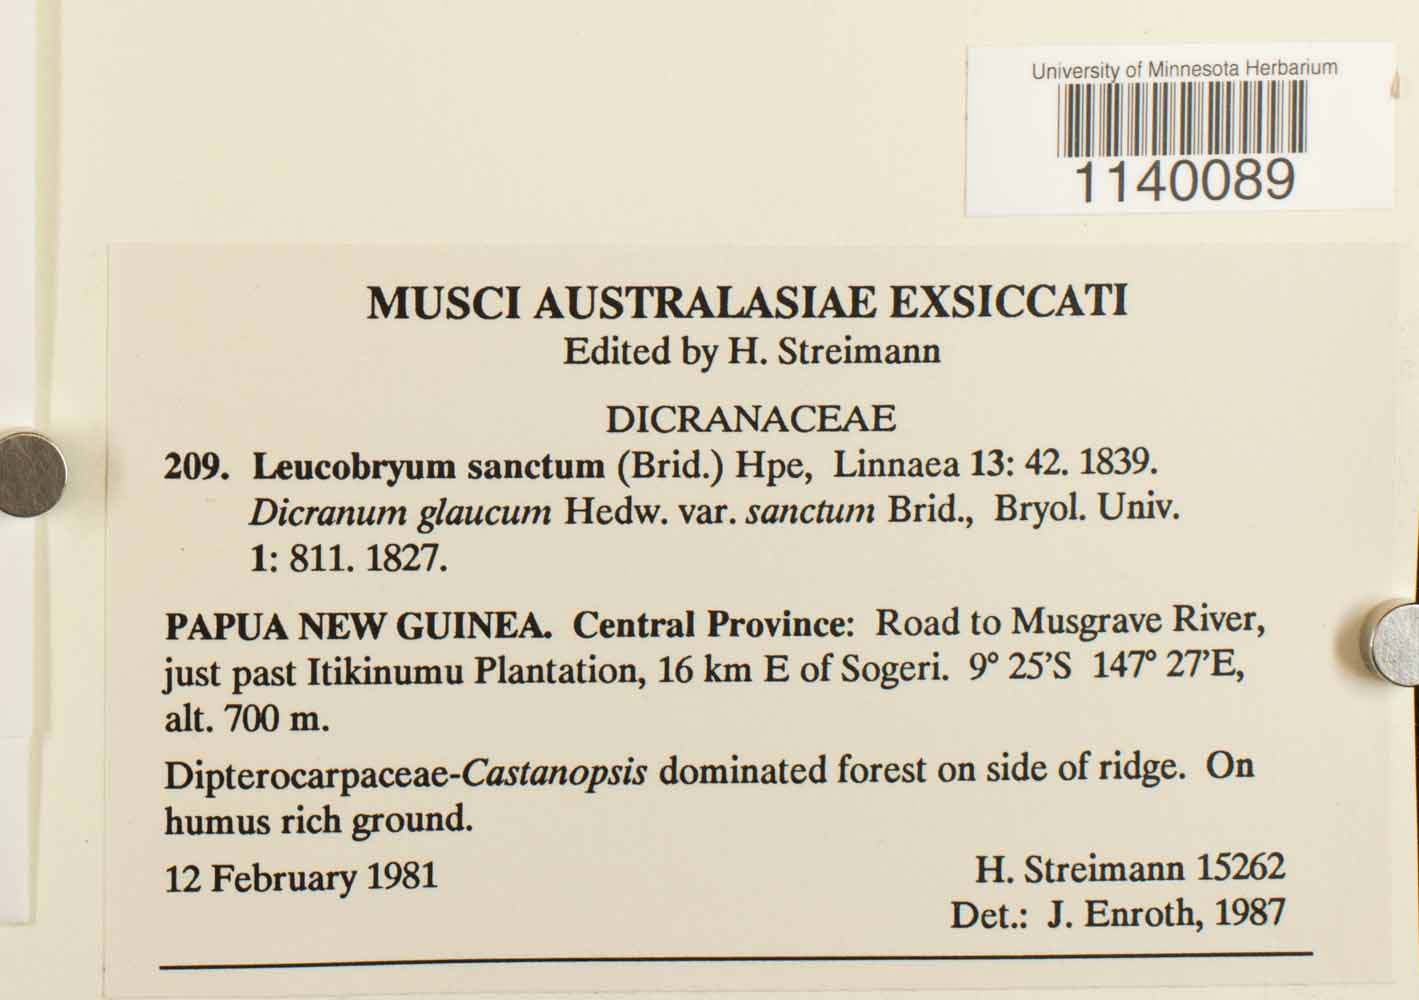 University of Minnesota Herbarium
1140089
MUSCI AUSTRALASIAE EXSICCATI
Edited by H. Streimann
DICRANACEAE
209. Leucobryum sanctum (Brid.) Hpe, Linnaea 13: 42. 1839.
Dicranum glaucum Hedw. var. sanctum Brid., Bryol. Univ.
1: 811. 1827.
PAPUA NEW GUINEA. Central Province: Road to Musgrave River,
just past Itikinumu Plantation, 16 km E of Sogeri. 9° 25'S 147° 27'E,
alt. 700 m.
Dipterocarpaceae-Castanopsis dominated forest on side of ridge. On
humus rich ground.
12 February 1981
H. Streimann 15262
Det.: J. Enroth, 1987